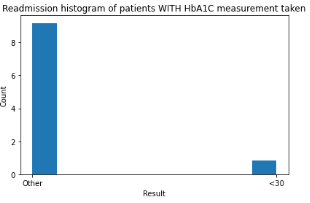 Readmission histogram of patients WITH HbA1C measurement taken
8
6
4
2
0
Count
Other
<30
Result